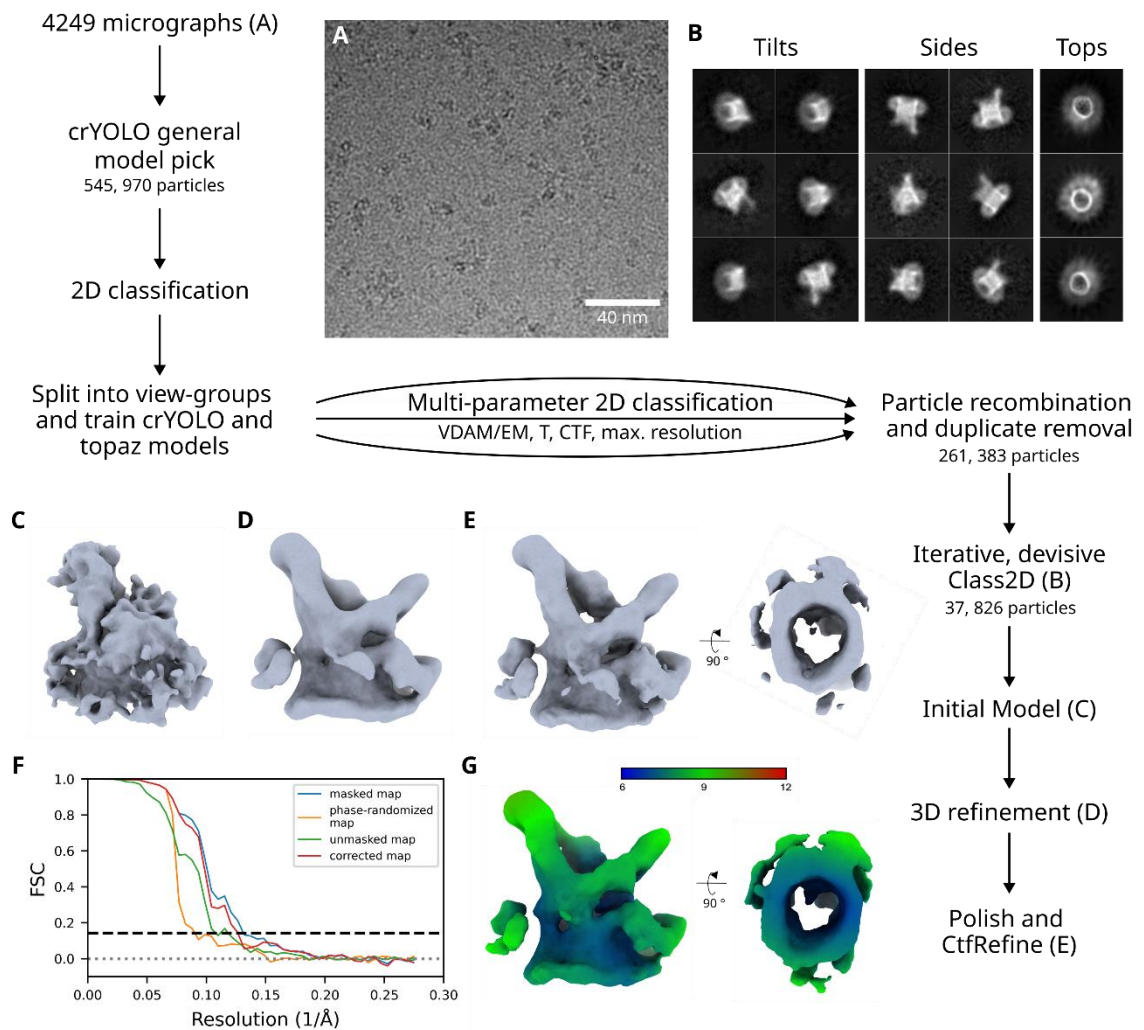 4249 micrographs (A)
crYOLO general
model pick
545, 970 particles
2D classification
Split into view-groups
and train crYOLO and
topaz models
A
40 nm
B
Tilts
Sides
Tops
Multi-parameter 2D classification
VDAM/EM, T, CTF, max. resolution
Particle recombination
and duplicate removal
261, 383 particles
Iterative, devisive
Class2D (B)
37, 826 particles
Initial Model (C)
3D refinement (D)
Polish and
CtfRefine (E)
C
D
E
90 °
F
1.0
0.8
0.6
0.4
0.2
0.0
FSC
masked map
phase-randomized
map
unmasked map
corrected map
0.00
0.05
0.10
0.15
0.20
0.25
0.30
Resolution (1/Å)
G
6
9
12
90 °